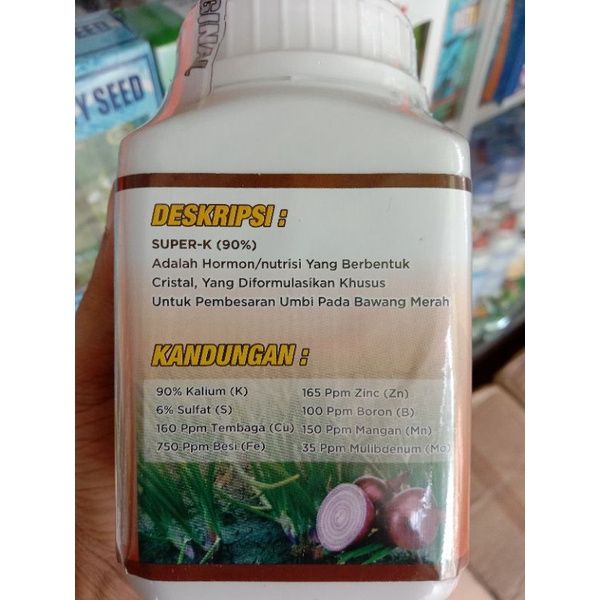 GINAL
Y SEED
DESKRIPSI :
SUPER-K (90%)
Adalah Hormon/nutrisi Yang Berbentuk
Cristal, Yang Diformulasikan Khusus
Untuk Pembesaran Umbi Pada Bawang Merah
KANDUNGAN :
90% Kalium (K)
6% Sulfat (S)
160 Ppm Tembaga (Cu)
750 Ppm Besi (Fe)
165 Ppm Zinc (Zn)
100 Ppm Boron (B)
150 Ppm Mangan (Mn)
35 Ppm Mulibdenum (Mo)